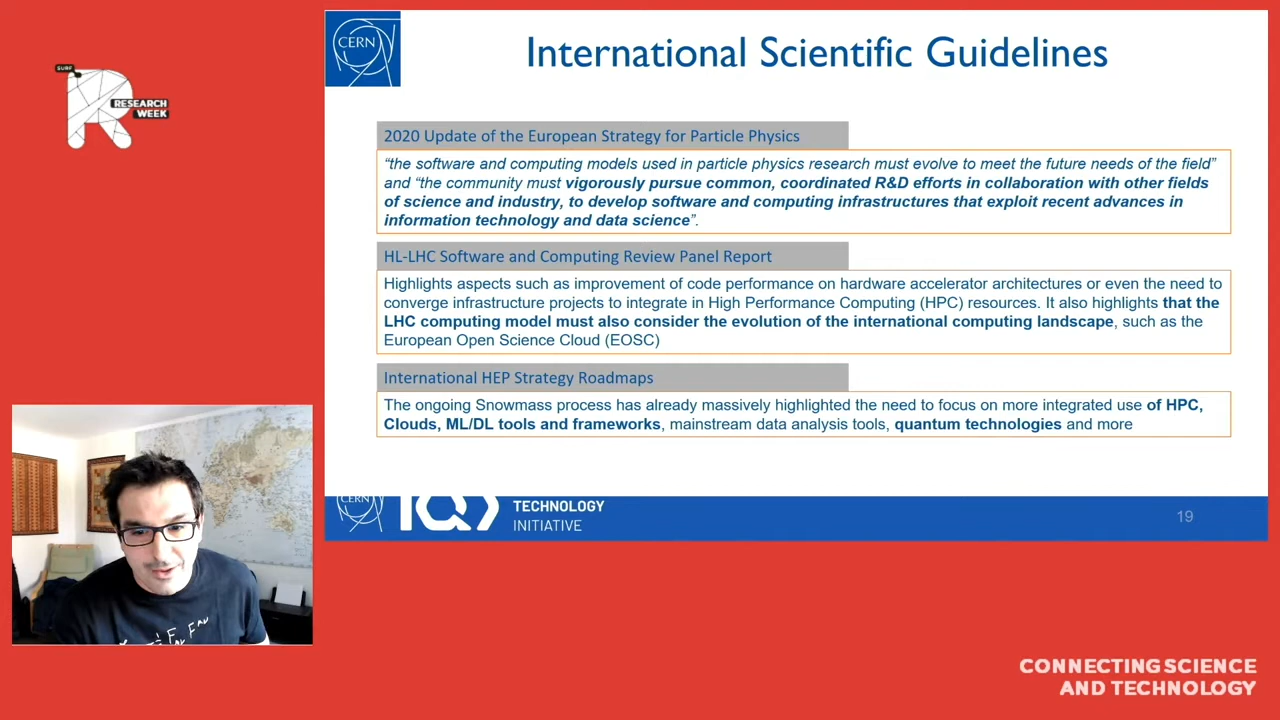 SURF
RESEARCH
WEEK
CERN
International Scientific Guidelines
2020 Update of the European Strategy for Particle Physics
“the software and computing models used in particle physics research must evolve to meet the future needs of the field”
and “the community must vigorously pursue common, coordinated R&D efforts in collaboration with other fields
of science and industry, to develop software and computing infrastructures that exploit recent advances in
information technology and data science”.
HL-LHC Software and Computing Review Panel Report
Highlights aspects such as improvement of code performance on hardware accelerator architectures or even the need to
converge infrastructure projects to integrate in High Performance Computing (HPC) resources. It also highlights that the
LHC computing model must also consider the evolution of the international computing landscape, such as the
European Open Science Cloud (EOSC)
International HEP Strategy Roadmaps
The ongoing Snowmass process has already massively highlighted the need to focus on more integrated use of HPC,
Clouds, ML/DL tools and frameworks, mainstream data analysis tools, quantum technologies and more
CERN
TECHNOLOGY
INITIATIVE
19
CONNECTING SCIENCE
AND TECHNOLOGY